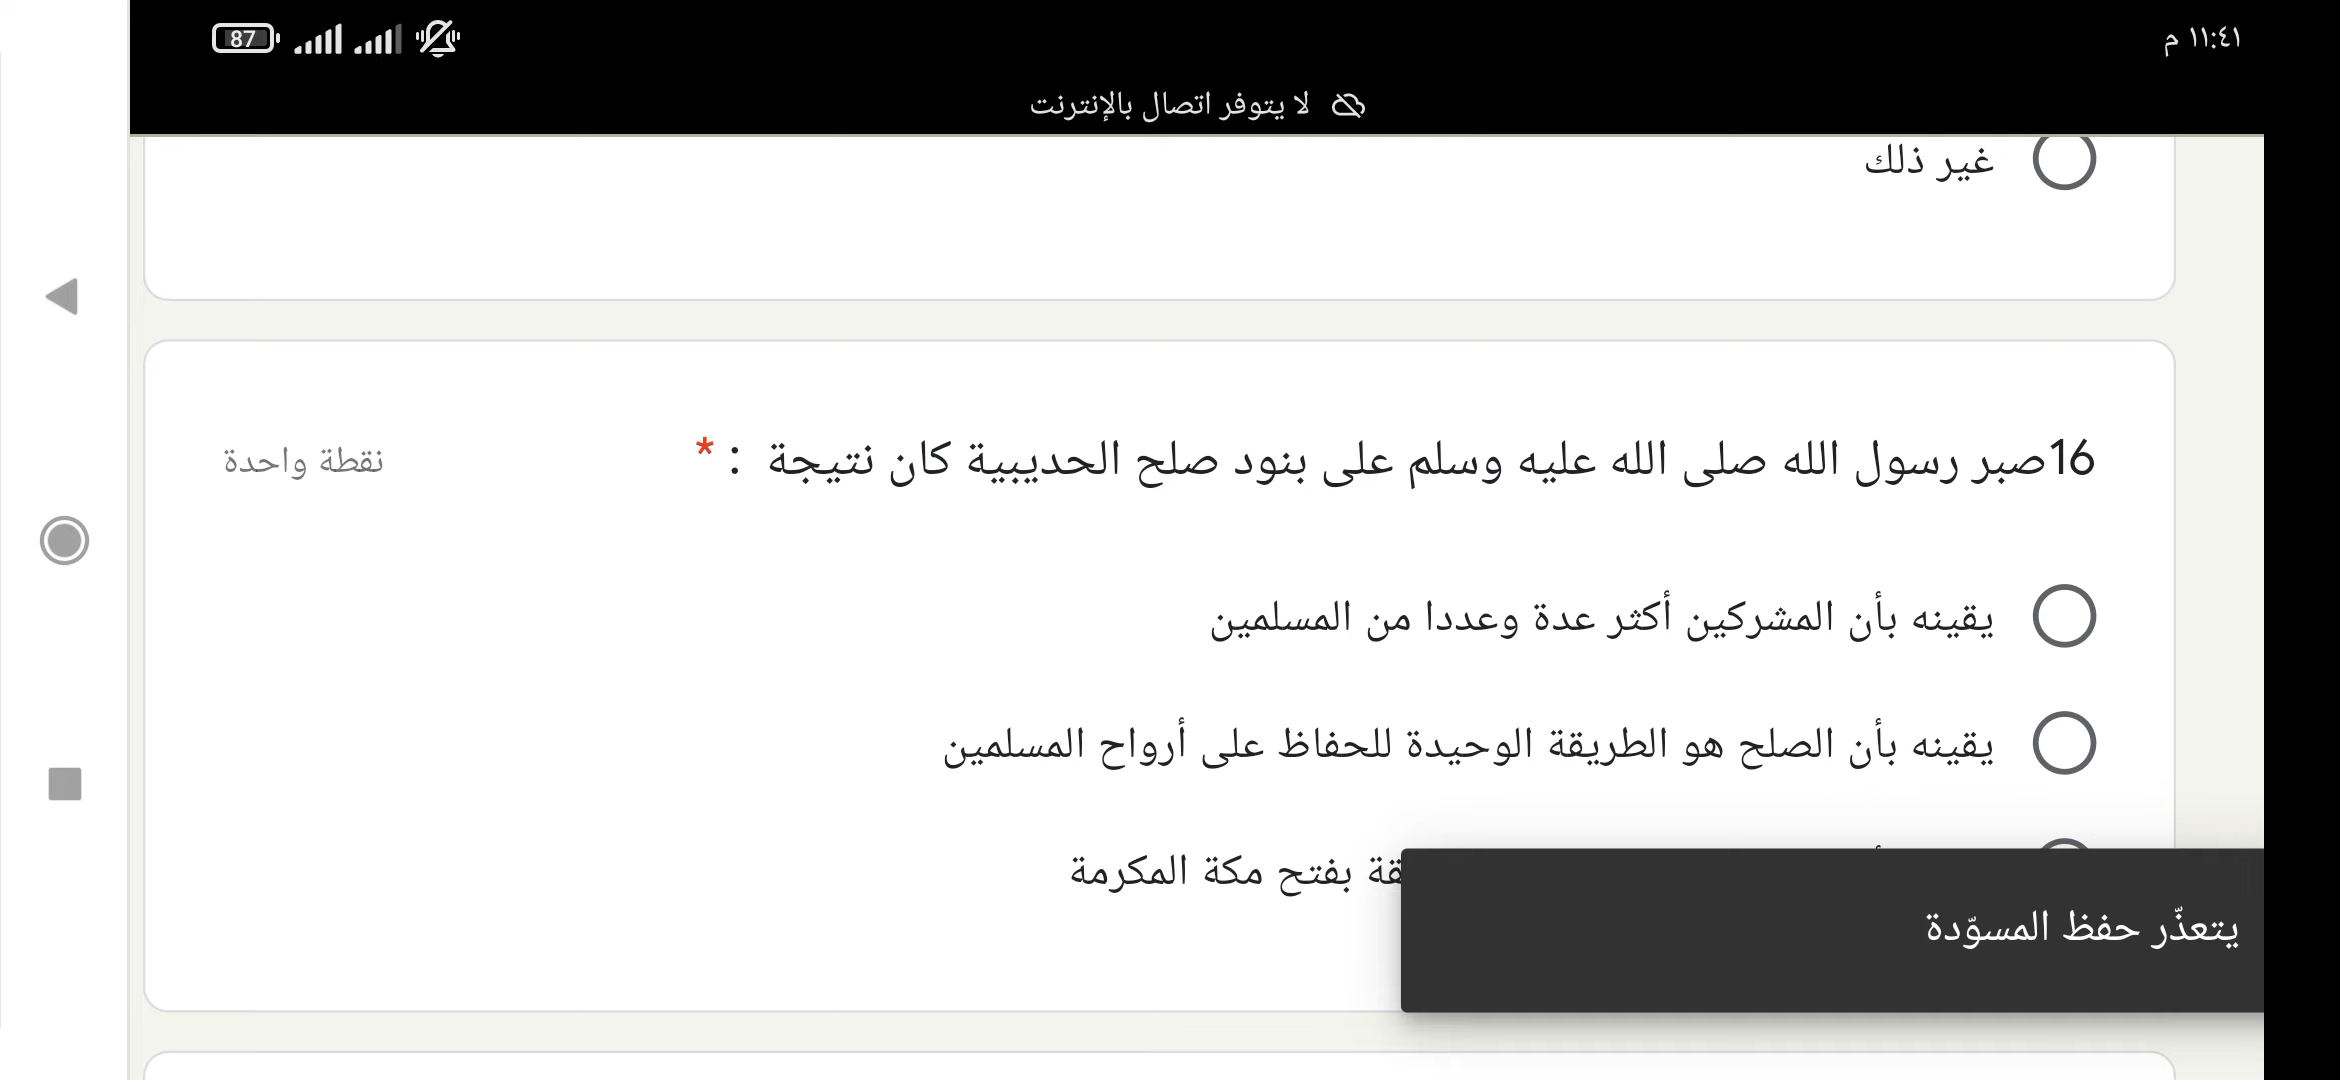 87
١١:٤١ م
لا يتوفر اتصال بالإنترنت
غير ذلك
16صبر رسول الله صلى الله عليه وسلم على بنود صلح الحديبية كان نتيجة : *
نقطة واحدة
يقينه بأن المشركين أكثر عدة وعددا من المسلمين
يقينه بأن الصلح هو الطريقة الوحيدة للحفاظ على أرواح المسلمين
بفتح مكة المكرمة
يتعذّر حفظ المسوّدة